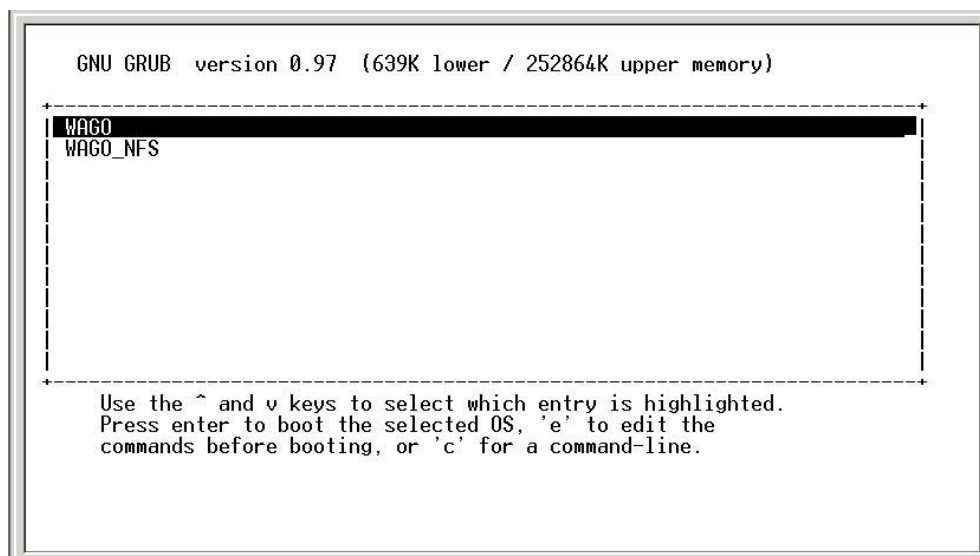 GNU GRUB  version 0.97  (639K lower / 252864K upper memory)
WAGO
WAGO_NFS
Use the ^ and v keys to select which entry is highlighted.
Press enter to boot the selected OS, 'e' to edit the
commands before booting, or 'c' for a command-line.